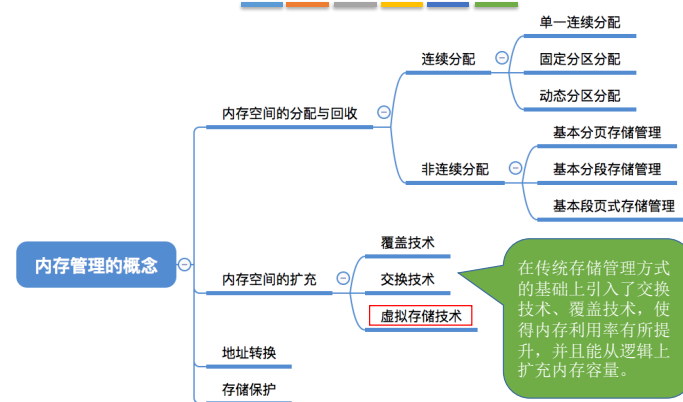 单一连续分配
连续分配
固定分区分配
动态分区分配
内存空间的分配与回收
基本分页存储管理
非连续分配
基本分段存储管理
基本段页式存储管理
内存管理的概念
覆盖技术
内存空间的扩充
交换技术
虚拟存储技术
在传统存储管理方式
的基础上引入了交换
技术、覆盖技术，使
得内存利用率有所提
升，并且能从逻辑上
扩充内存容量。
地址转换
存储保护